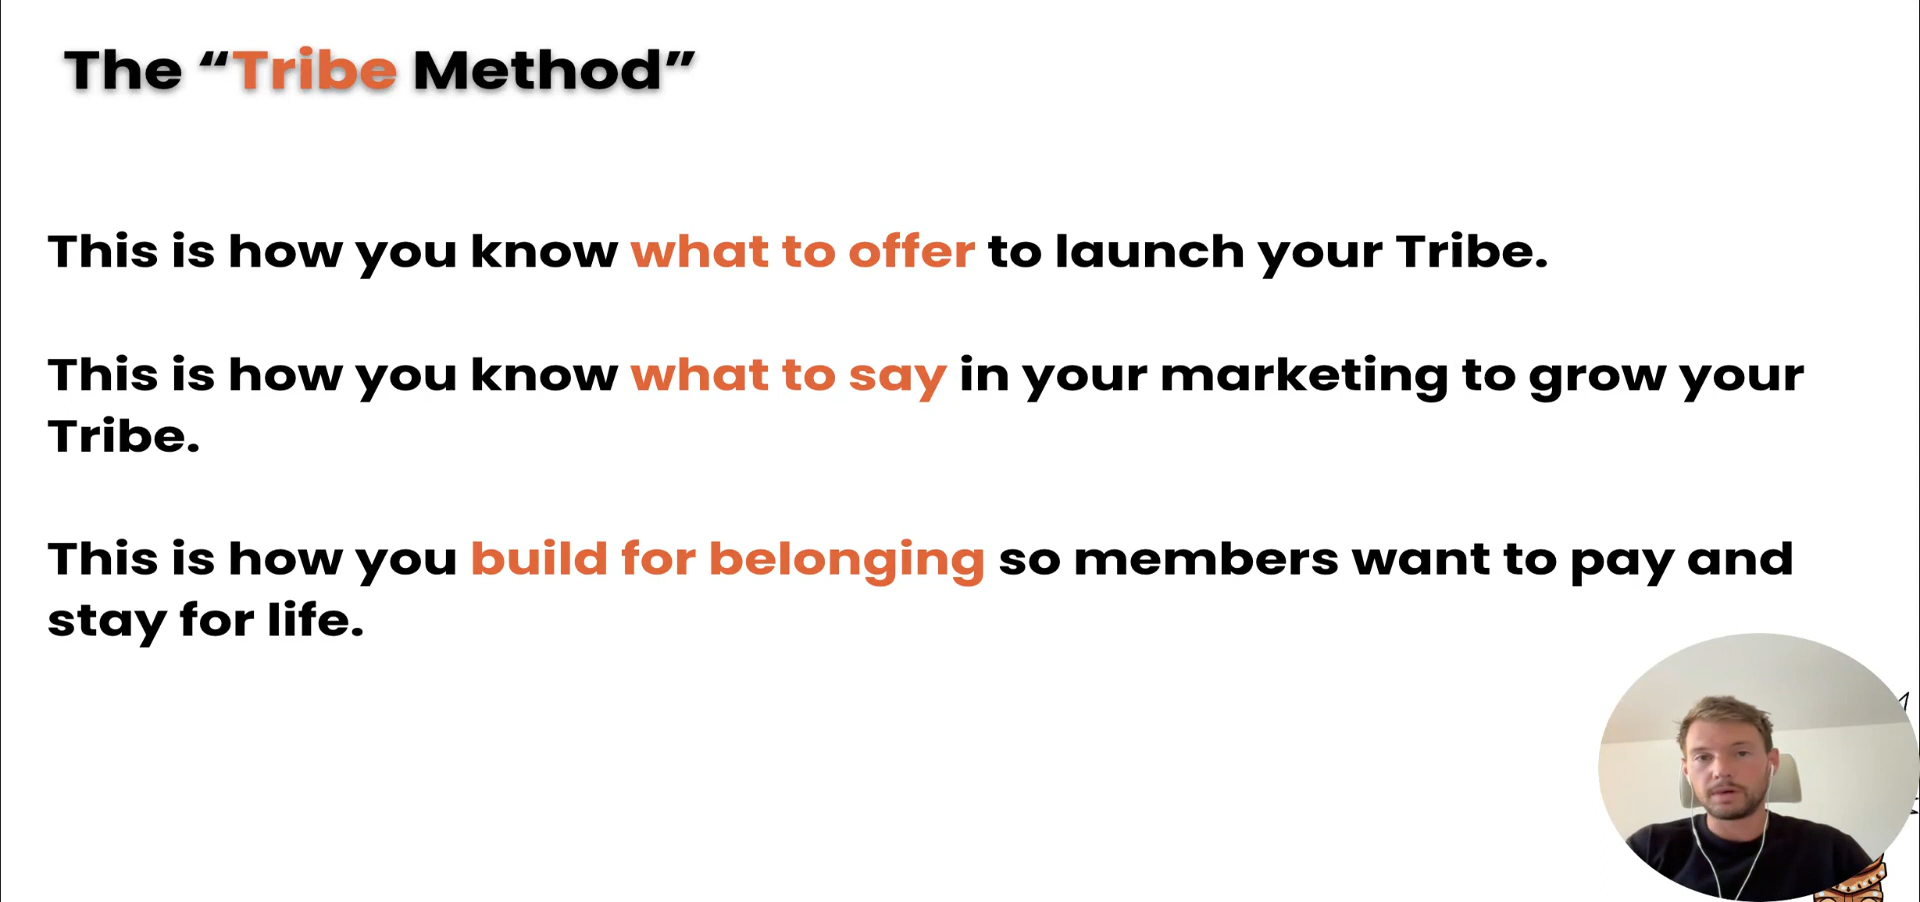 The “Tribe Method”
This is how you know what to offer to launch your Tribe.
This is how you know what to say in your marketing to grow your
Tribe.
This is how you build for belonging so members want to pay and
stay for life.